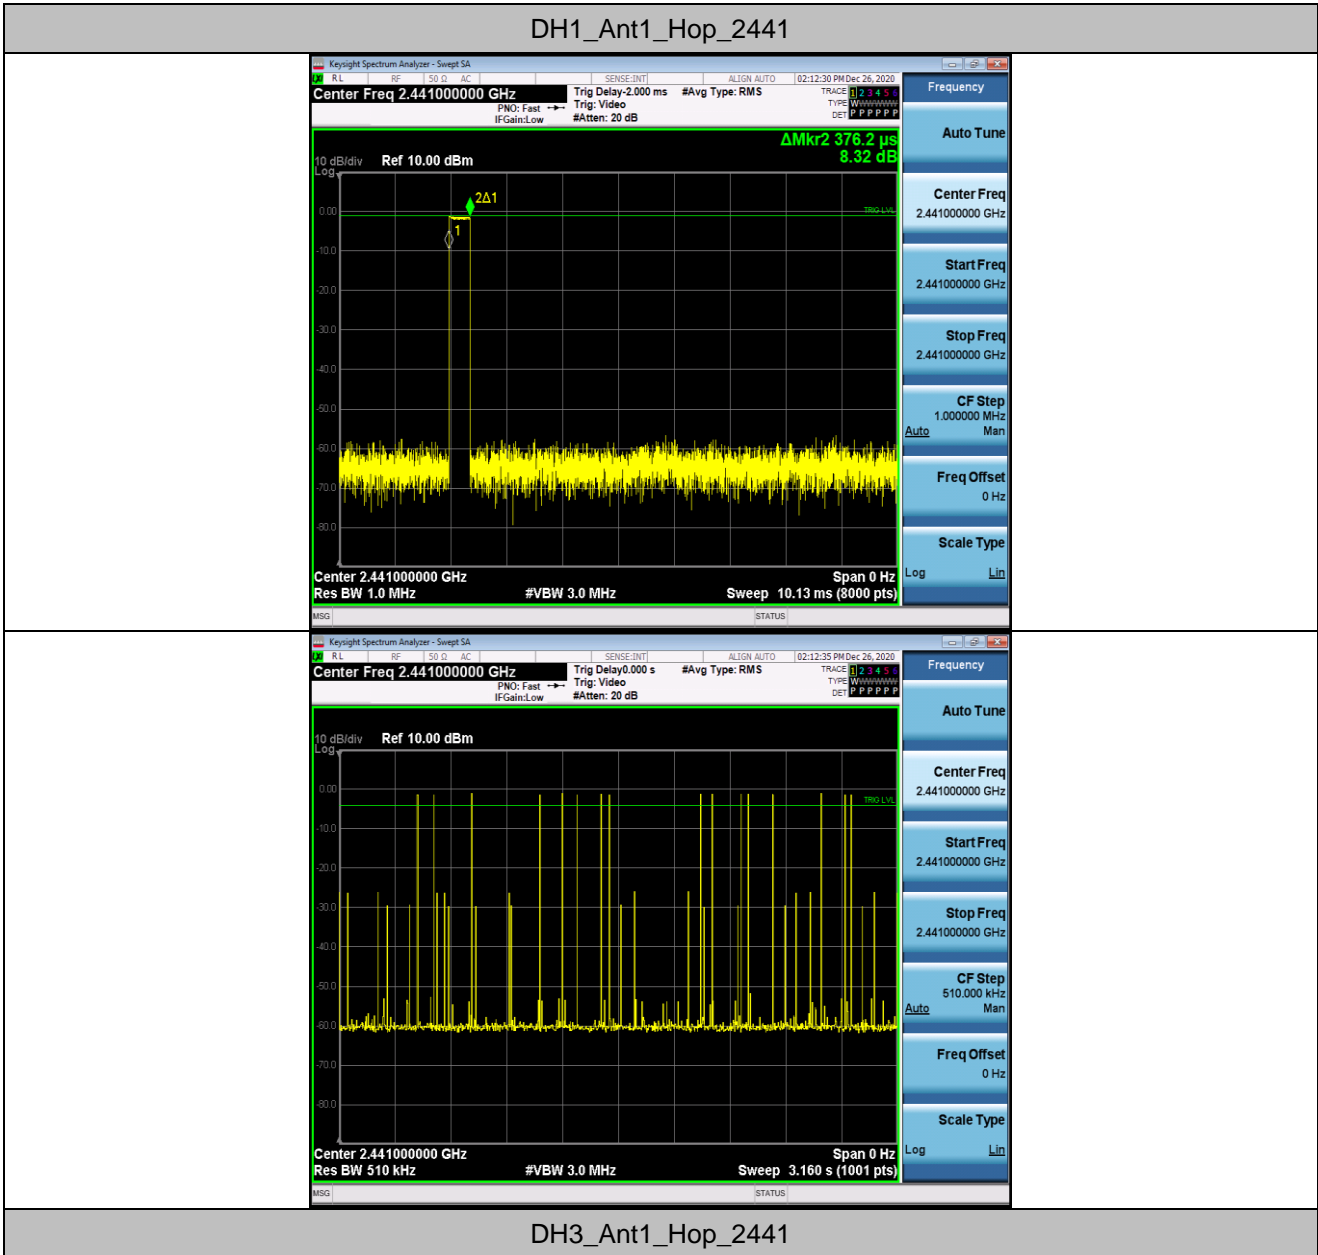 DH1_Ant1_Hop_2441
Keysight Spectrum Analyzer - Swept SA
RL RF 50 Ω AC SENSE:INT ALIGN AUTO 02:12:30 PM Dec 26, 2020
Center Freq 2.441000000 GHz Trig Delay-2.000 ms #Avg Type: RMS TRACE 1 2 3 4 5 6
PNO: Fast Trig: Video TYPE W
IFGain:Low #Atten: 20 dB DET P P P P P P
Frequency
ΔMkr2 376.2 µs
8.32 dB
10 dB/div Ref 10.00 dBm
Log
2Δ1
1
TRIG LVL
0.00
-10.0
-20.0
-30.0
-40.0
-50.0
-60.0
-70.0
-80.0
Center 2.441000000 GHz Span 0 Hz
Res BW 1.0 MHz #VBW 3.0 MHz Sweep 10.13 ms (8000 pts)
MSG STATUS
Auto Tune
Center Freq
2.441000000 GHz
Start Freq
2.441000000 GHz
Stop Freq
2.441000000 GHz
CF Step
1.000000 MHz
Auto Man
Freq Offset
0 Hz
Scale Type
Log Lin
Keysight Spectrum Analyzer - Swept SA
RL RF 50 Ω AC SENSE:INT ALIGN AUTO 02:12:35 PM Dec 26, 2020
Center Freq 2.441000000 GHz Trig Delay0.000 s #Avg Type: RMS TRACE 1 2 3 4 5 6
PNO: Fast Trig: Video TYPE W
IFGain:Low #Atten: 20 dB DET P P P P P P
Frequency
10 dB/div Ref 10.00 dBm
Log
TRIG LVL
0.00
-10.0
-20.0
-30.0
-40.0
-50.0
-60.0
-70.0
-80.0
Center 2.441000000 GHz Span 0 Hz
Res BW 510 kHz #VBW 3.0 MHz Sweep 3.160 s (1001 pts)
MSG STATUS
Auto Tune
Center Freq
2.441000000 GHz
Start Freq
2.441000000 GHz
Stop Freq
2.441000000 GHz
CF Step
510.000 kHz
Auto Man
Freq Offset
0 Hz
Scale Type
Log Lin
DH3_Ant1_Hop_2441